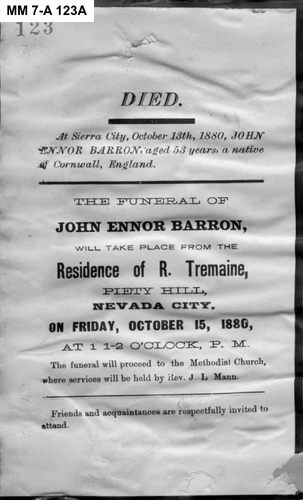 MM 7-A 123A
123
DIED.
At Sierra City, October 13th, 1880, JOHN
ENNOR BARRON, aged 53 years, a native
of Cornwall, England.
THE FUNERAL OF
JOHN ENNOR BARRON,
WILL TAKE PLACE FROM THE
Residence of R. Tremaine,
PIETY HILL,
NEVADA CITY,
ON FRIDAY, OCTOBER 15, 1880,
AT 1 1-2 O'CLOCK, P. M.
The funeral will proceed to the Methodist Church,
where services will be held by Rev. J. L. Mann.
Friends and acquaintances are respectfully invited to
attand.